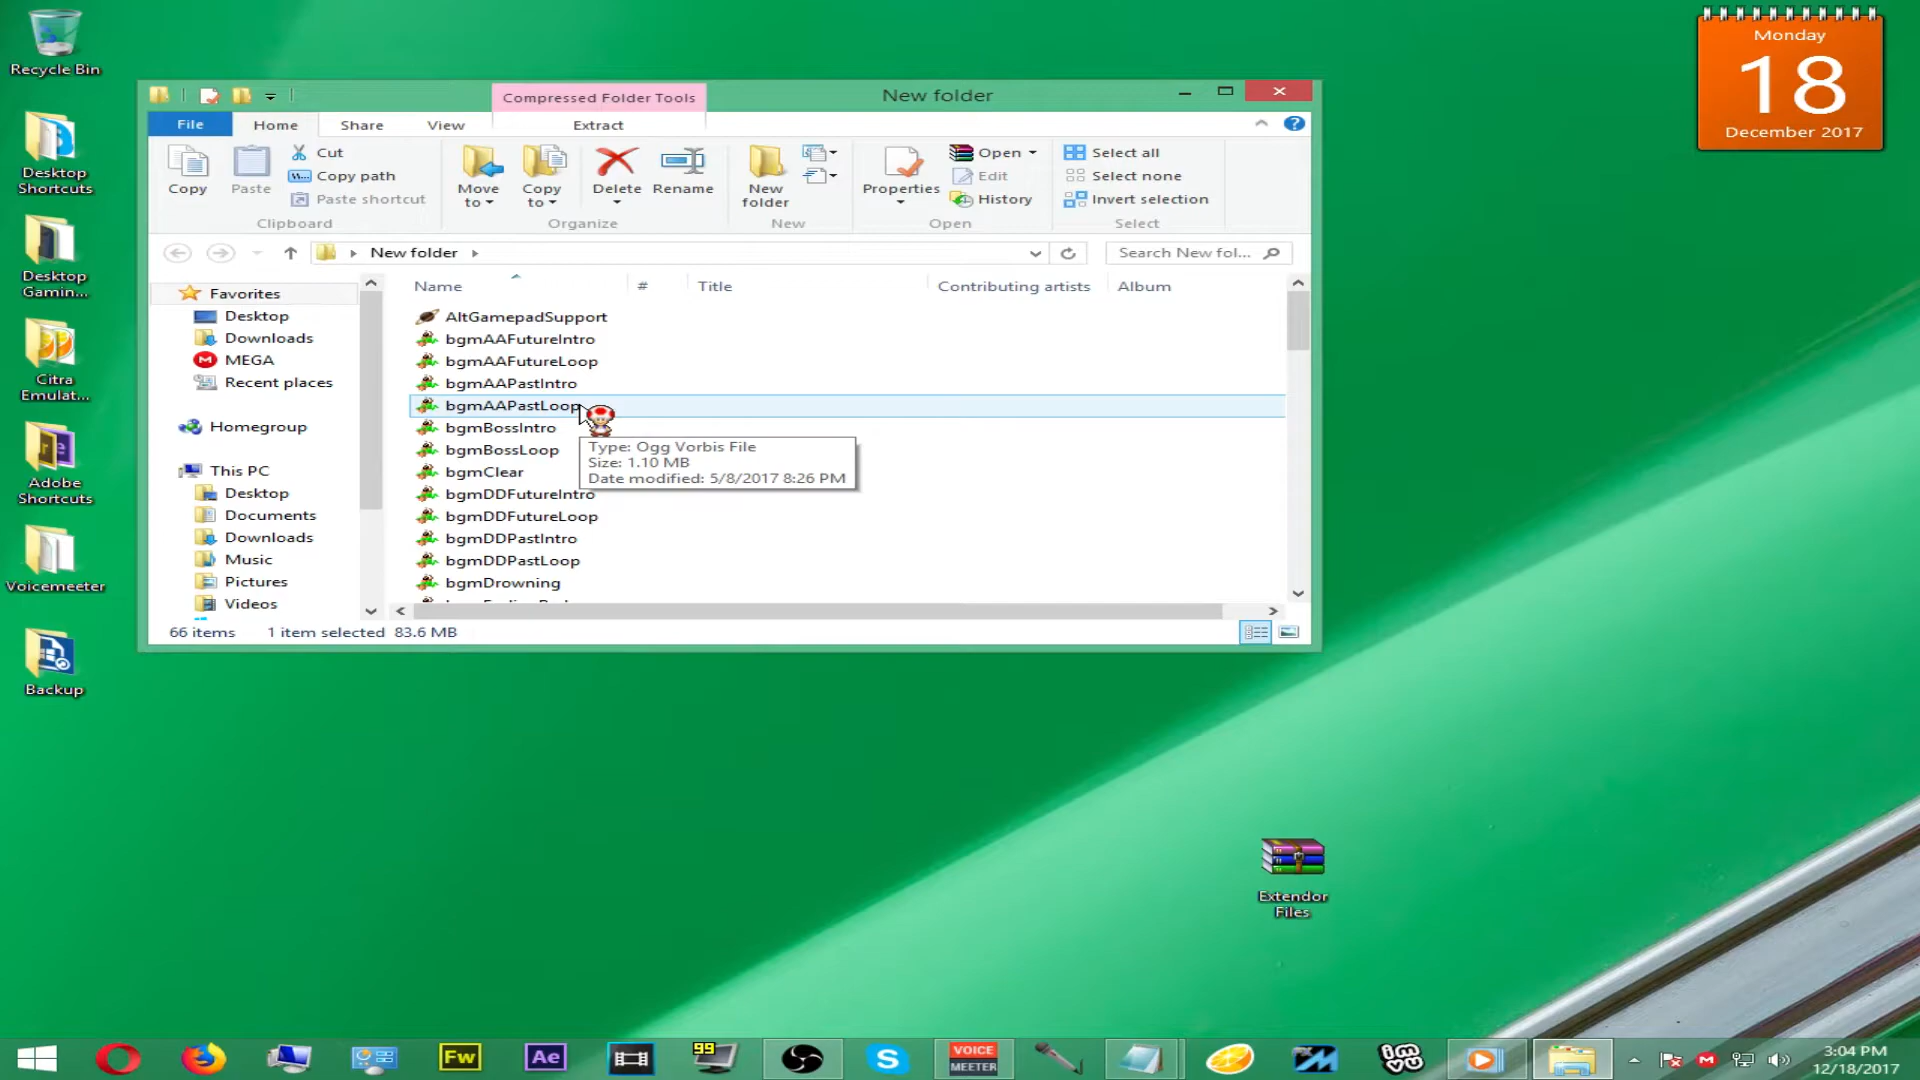 Recycle Bin
Desktop
Shortcuts
Desktop
Gamin...
Citra
Emulat...
Adobe
Shortcuts
Voicemeeter
Backup
Compressed Folder Tools
New folder
File
Home
Share
View
Extract
Copy
Paste
Cut
Copy path
Paste shortcut
Clipboard
Move
to
Copy
to
Delete
Rename
Organize
New
folder
New
Properties
Open
Edit
History
Open
Select all
Select none
Invert selection
Select
New folder
Search New fol...
Favorites
Desktop
Downloads
MEGA
Recent places
Homegroup
This PC
Desktop
Documents
Downloads
Music
Pictures
Videos
Name
#
Title
Contributing artists
Album
AltGamepadSupport
bgmAAFutureIntro
bgmAAFutureLoop
bgmAAPastIntro
bgmAAPastLoop
bgmBossIntro
bgmBossLoop
bgmClear
bgmDDFutureIntro
bgmDDFutureLoop
bgmDDPastIntro
bgmDDPastLoop
bgmDrowning
Type: Ogg Vorbis File
Size: 1.10 MB
Date modified: 5/8/2017 8:26 PM
66 items
1 item selected 83.6 MB
Monday
18
December 2017
Extendor
Files
Fw
Ae
99
VOICE
MEETER
3:04 PM
12/18/2017